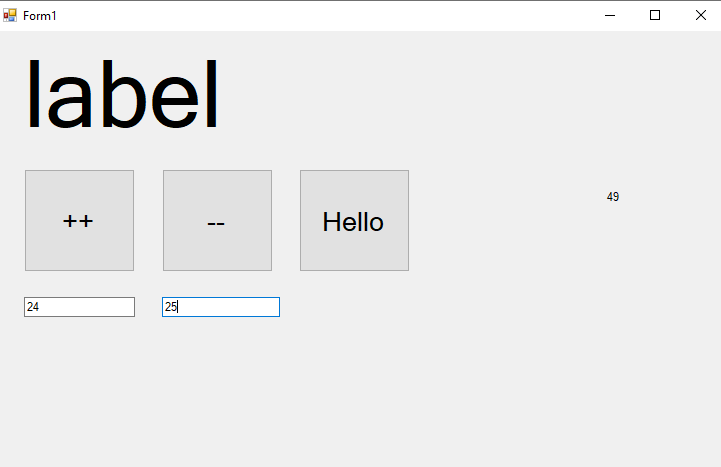 Form1
label
++ -- Hello
49
24 25